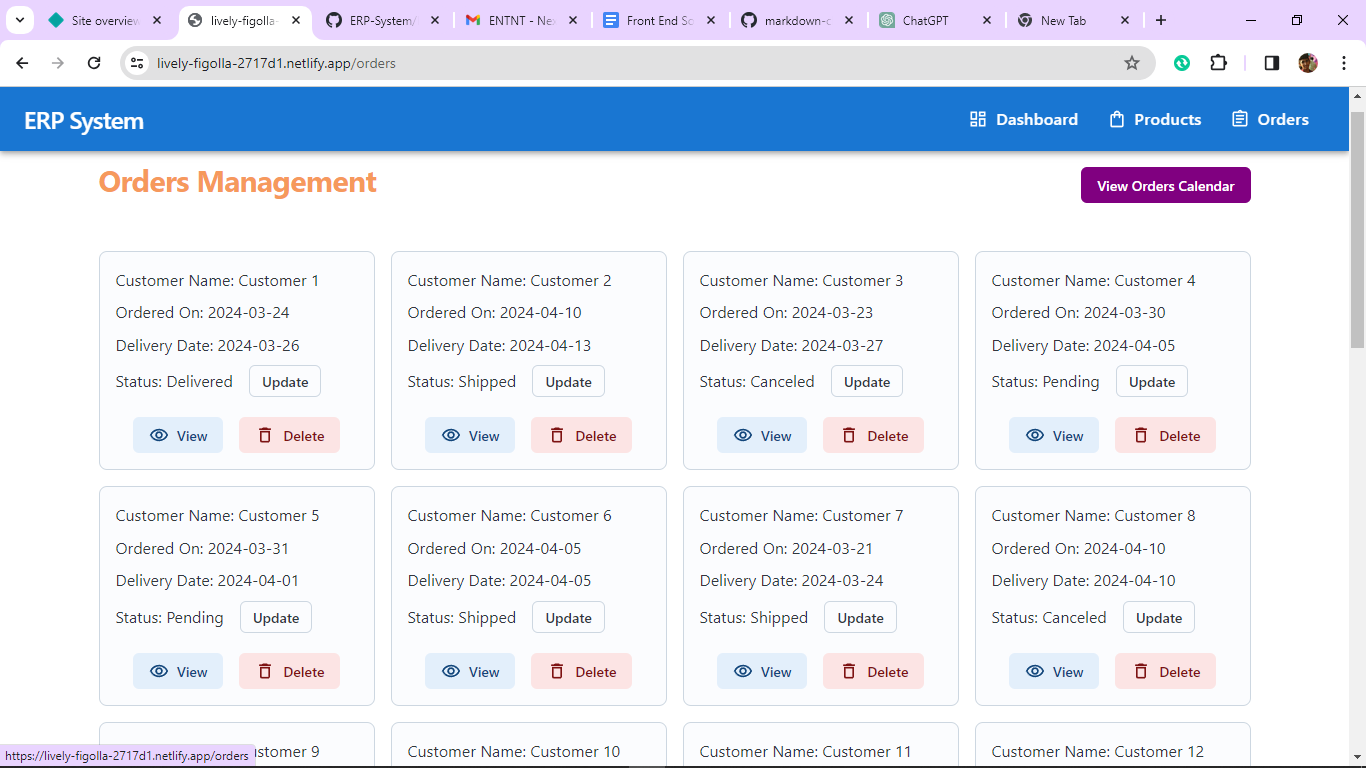 Site overview
lively-figolla-
ERP-System/
ENTNT - Ne
Front End So
markdown-c
ChatGPT
New Tab
lively-figolla-2717d1.netlify.app/orders
ERP System
Dashboard
Products
Orders
Orders Management
View Orders Calendar
Customer Name: Customer 1
Ordered On: 2024-03-24
Delivery Date: 2024-03-26
Status: Delivered Update
View Delete
Customer Name: Customer 2
Ordered On: 2024-04-10
Delivery Date: 2024-04-13
Status: Shipped Update
View Delete
Customer Name: Customer 3
Ordered On: 2024-03-23
Delivery Date: 2024-03-27
Status: Canceled Update
View Delete
Customer Name: Customer 4
Ordered On: 2024-03-30
Delivery Date: 2024-04-05
Status: Pending Update
View Delete
Customer Name: Customer 5
Ordered On: 2024-03-31
Delivery Date: 2024-04-01
Status: Pending Update
View Delete
Customer Name: Customer 6
Ordered On: 2024-04-05
Delivery Date: 2024-04-05
Status: Shipped Update
View Delete
Customer Name: Customer 7
Ordered On: 2024-03-21
Delivery Date: 2024-03-24
Status: Shipped Update
View Delete
Customer Name: Customer 8
Ordered On: 2024-04-10
Delivery Date: 2024-04-10
Status: Canceled Update
View Delete
stomer 9
Customer Name: Customer 10
Customer Name: Customer 11
Customer Name: Customer 12
https://lively-figolla-2717d1.netlify.app/orders